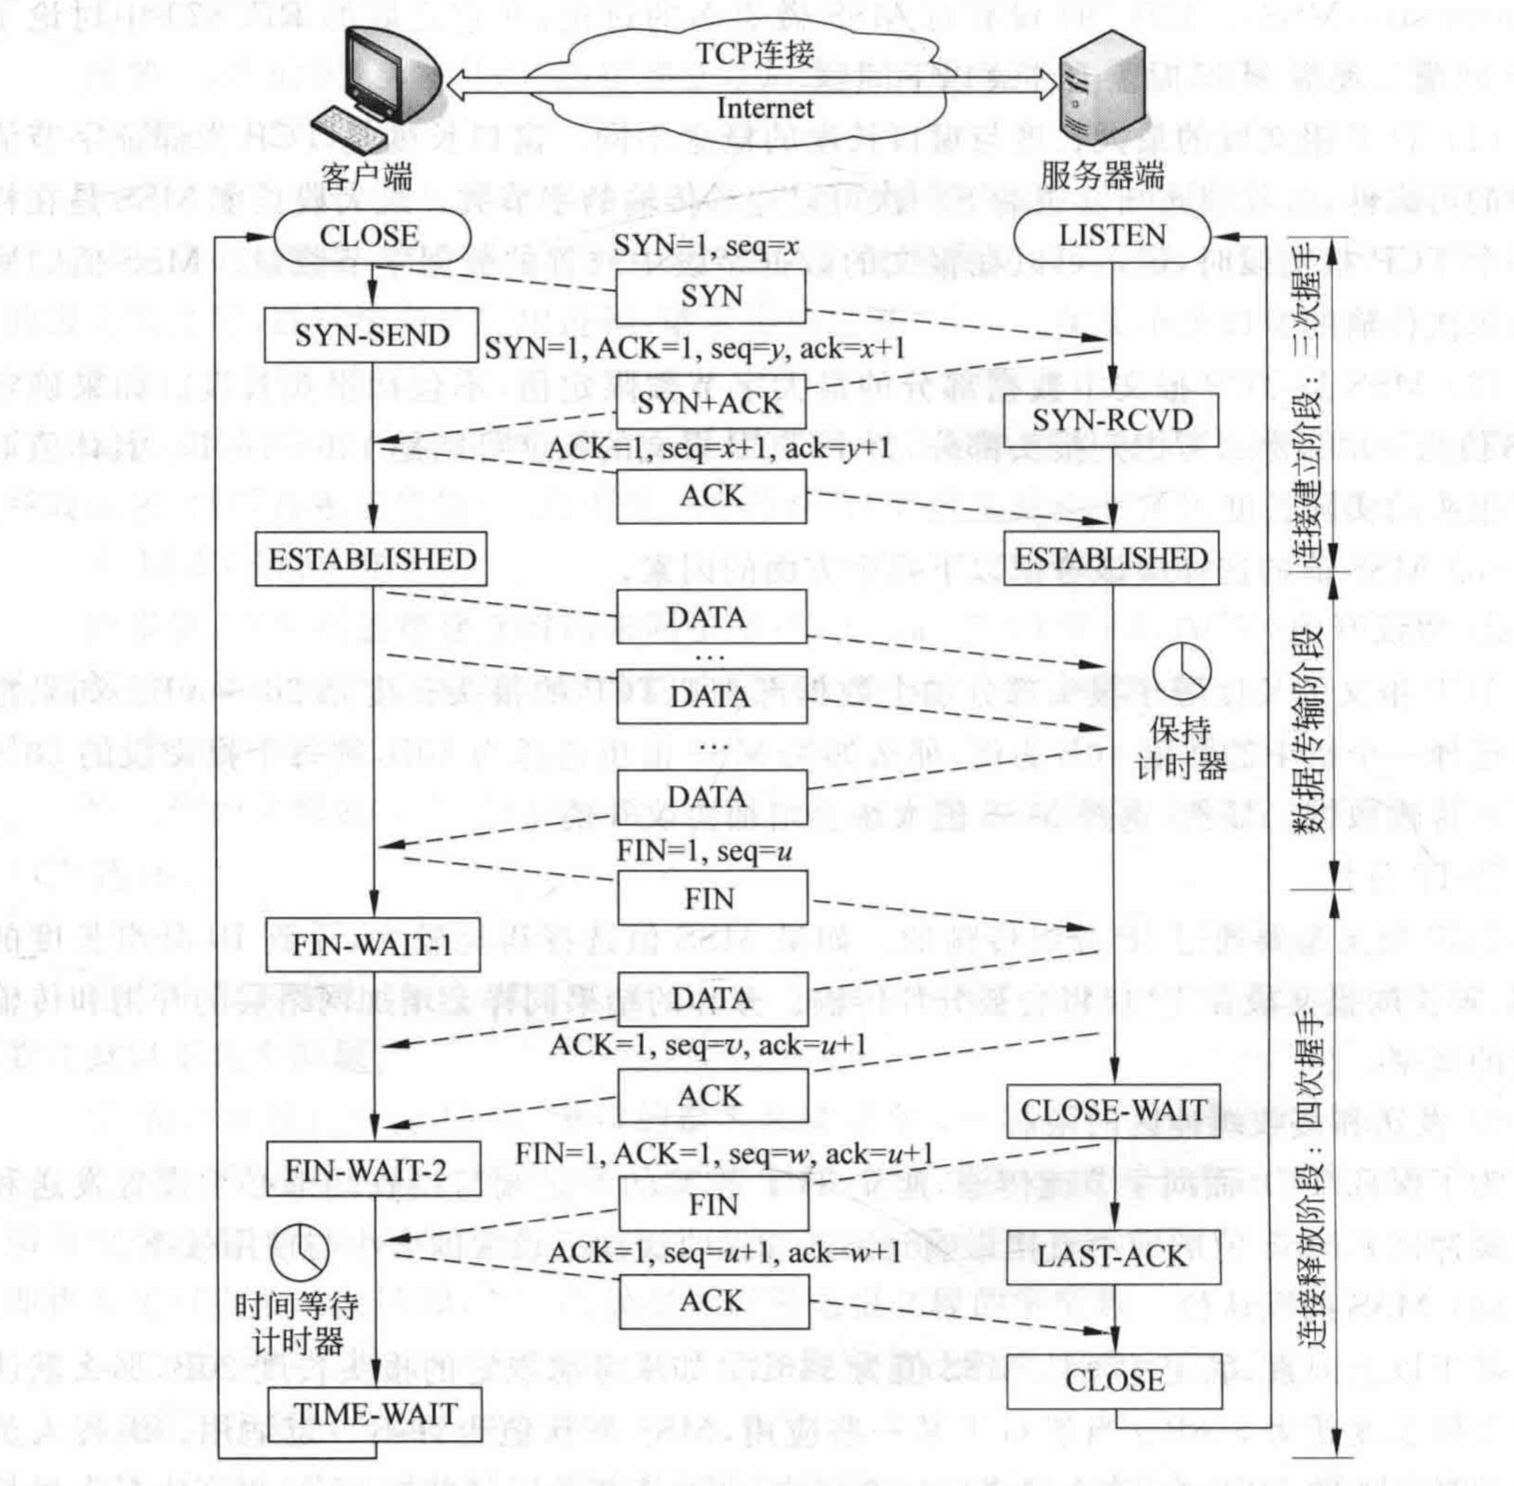 TCP连接
Internet
客户端
服务器端
CLOSE
LISTEN
SYN=1, seq=x
SYN
SYN-SEND
SYN=1, ACK=1, seq=y, ack=x+1
SYN+ACK
SYN-RCVD
ACK=1, seq=x+1, ack=y+1
ACK
ESTABLISHED
ESTABLISHED
连接建立阶段：三次握手
DATA
…
DATA
…
DATA
保持
计时器
数据传输阶段
FIN=1, seq=u
FIN
FIN-WAIT-1
DATA
ACK=1, seq=v, ack=u+1
ACK
CLOSE-WAIT
FIN-WAIT-2
FIN=1, ACK=1, seq=w, ack=u+1
FIN
ACK=1, seq=u+1, ack=w+1
LAST-ACK
ACK
时间等待
计时器
CLOSE
TIME-WAIT
连接释放阶段：四次握手